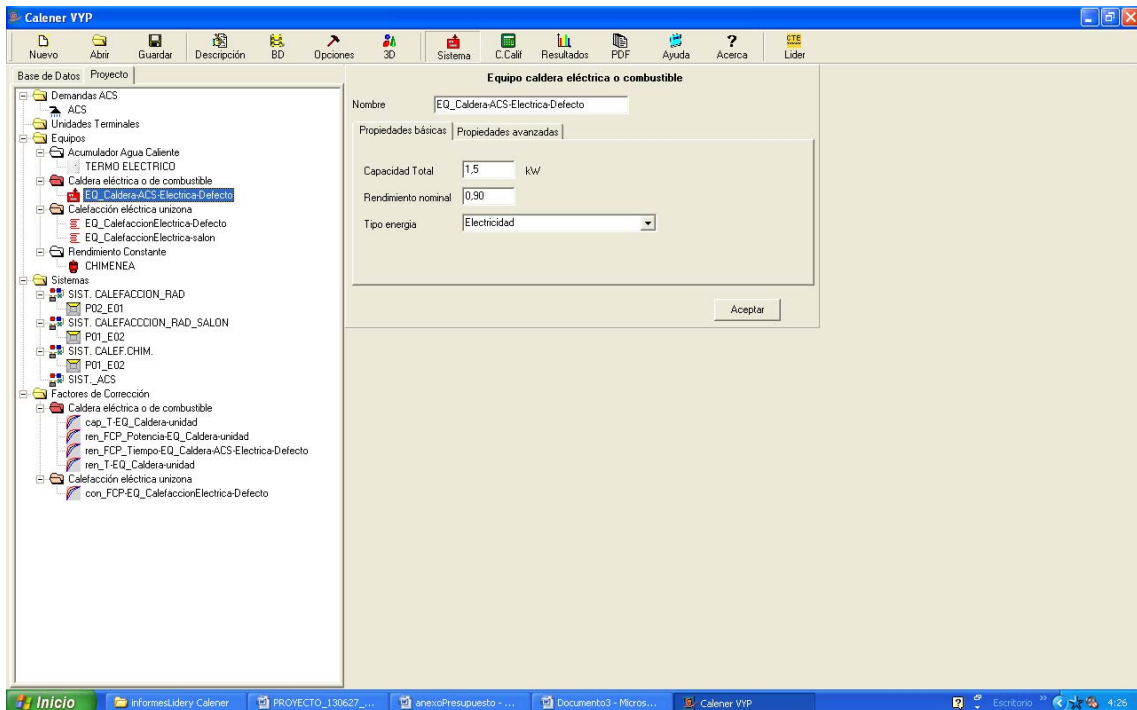 Calener VYP
Nuevo Abrir Guardar Descripción BD Opciones 3D Sistema C.Calif Resultados PDF Ayuda Acerca CTE Lider
Base de Datos Proyecto
Equipo caldera eléctrica o combustible
Demandas ACS
ACS
Unidades Terminales
Equipos
Acumulador Agua Caliente
TERMO ELECTRICO
Caldera eléctrica o de combustible
EQ_Caldera-ACS-Electrica-Defecto
Calefacción eléctrica unizona
EQ_CalefaccionElectrica-Defecto
EQ_CalefaccionElectrica-salon
Rendimiento Constante
CHIMENEA
Sistemas
SIST. CALEFACCION_RAD
P02_E01
SIST. CALEFACCCION_RAD_SALON
P01_E02
SIST. CALEF.CHIM.
P01_E02
SIST._ACS
Factores de Corrección
Caldera eléctrica o de combustible
cap_T-EQ_Caldera-unidad
ren_FCP_Potencia-EQ_Caldera-unidad
ren_FCP_Tiempo-EQ_Caldera-ACS-Electrica-Defecto
ren_T-EQ_Caldera-unidad
Calefacción eléctrica unizona
con_FCP-EQ_CalefaccionElectrica-Defecto
Nombre EQ_Caldera-ACS-Electrica-Defecto
Propiedades básicas Propiedades avanzadas
Capacidad Total 1,5 kW
Rendimiento nominal 0,90
Tipo energia Electricidad
Aceptar
Inicio informesLidery Calener PROYECTO_130627_... anexoPresupuesto - ... Documento3 - Micros... Calener VYP Escritorio » 4:26